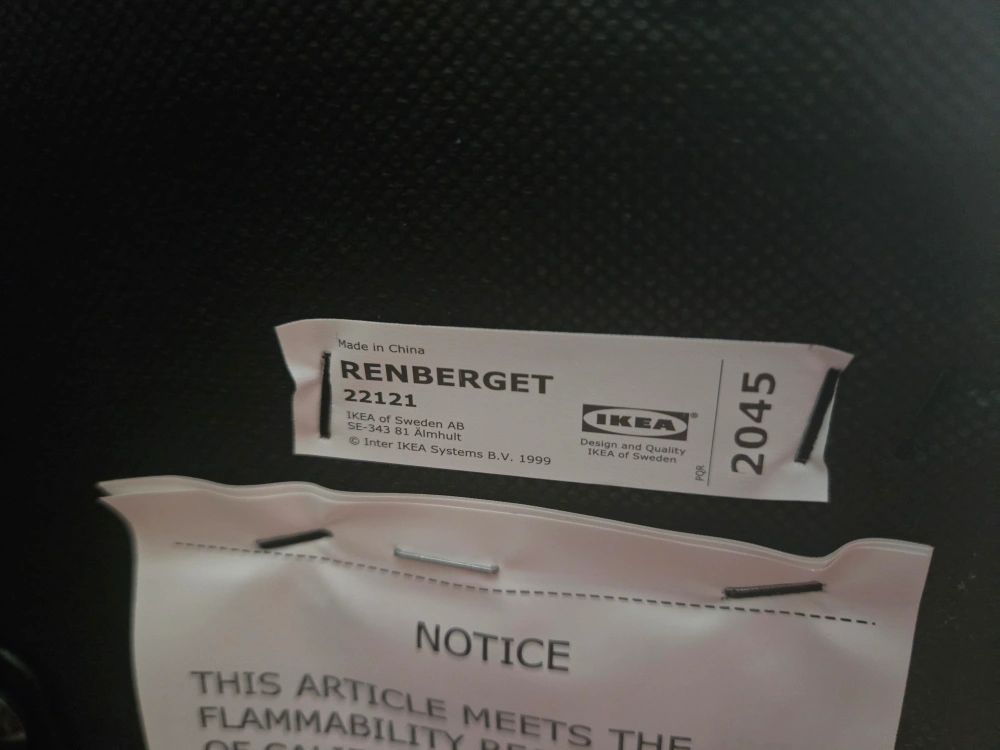 Made in China
RENBERGET
22121
IKEA of Sweden AB
SE-343 81 Älmhult
© Inter IKEA Systems B.V. 1999
IKEA®
Design and Quality
IKEA of Sweden
PQR
2045
NOTICE
THIS ARTICLE MEETS THE
FLAMMABILITY
OF